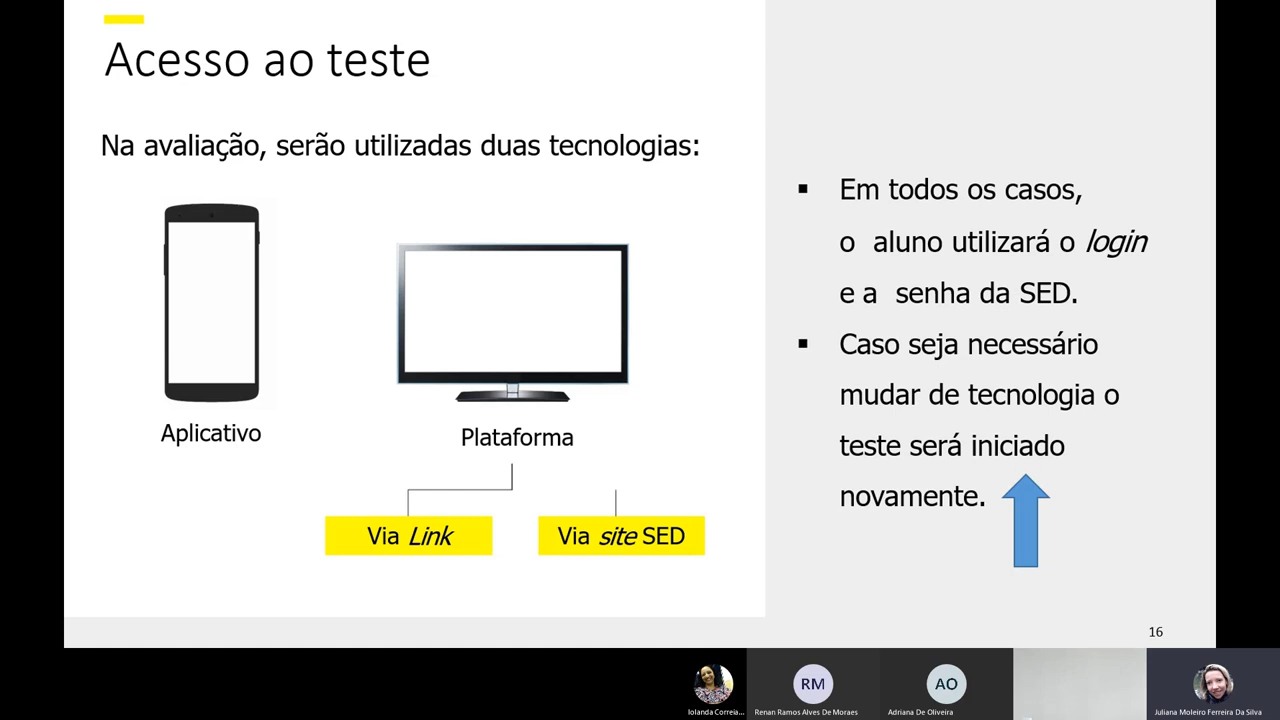 Acesso ao teste
Na avaliação, serão utilizadas duas tecnologias:
Aplicativo
Plataforma
Via Link
Via site SED
▪ Em todos os casos,
o aluno utilizará o login
e a senha da SED.
▪ Caso seja necessário
mudar de tecnologia o
teste será iniciado
novamente.
16
Iolanda Correia...
RM
Renan Ramos Alves De Moraes
AO
Adriana De Oliveira
Juliana Moleiro Ferreira Da Silva